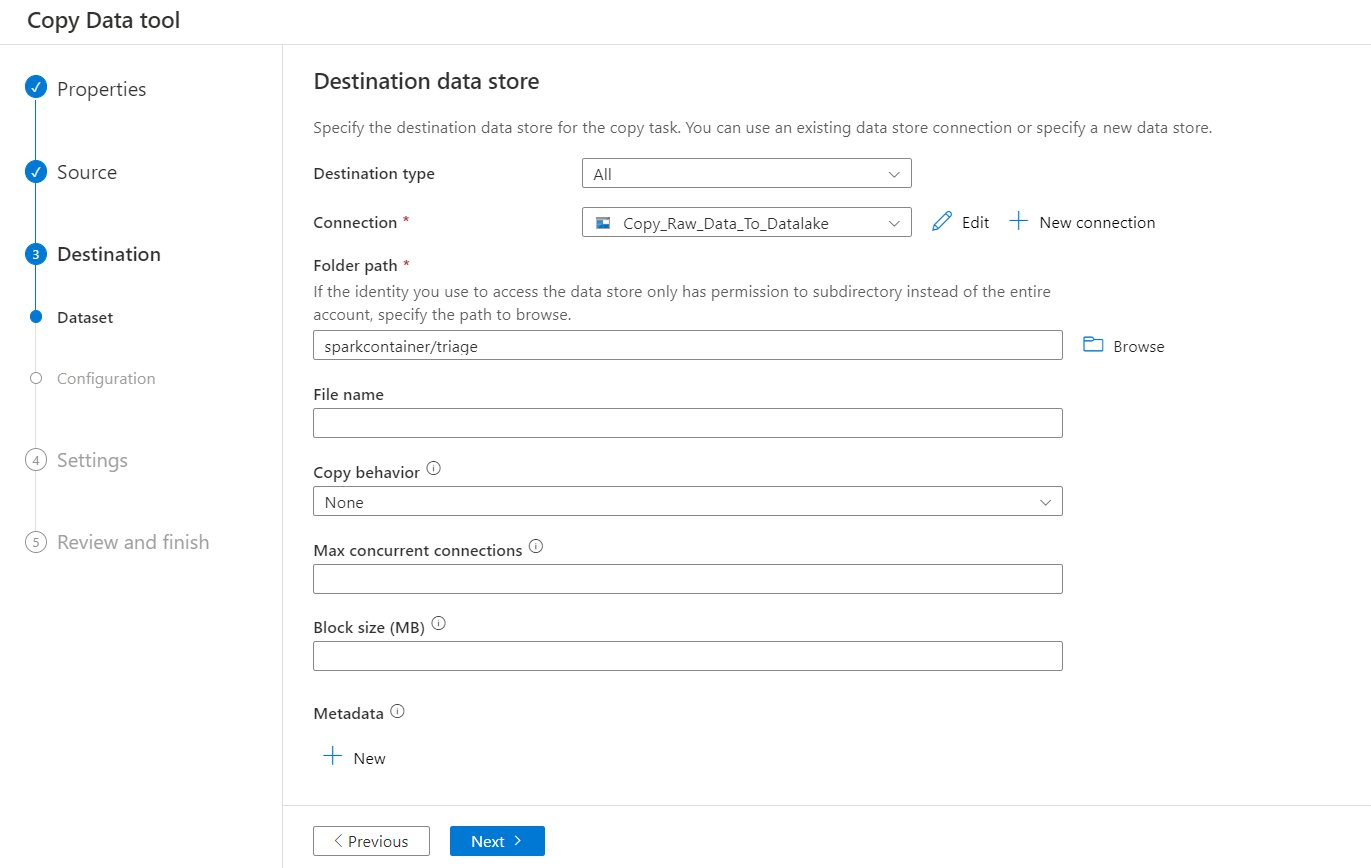 Copy Data tool
Properties
Source
3 Destination
Dataset
Configuration
4 Settings
5 Review and finish
Destination data store
Specify the destination data store for the copy task. You can use an existing data store connection or specify a new data store.
Destination type All
Connection * Copy_Raw_Data_To_Datalake Edit New connection
Folder path *
If the identity you use to access the data store only has permission to subdirectory instead of the entire
account, specify the path to browse.
sparkcontainer/triage Browse
File name
Copy behavior
None
Max concurrent connections
Block size (MB)
Metadata
New
Previous Next